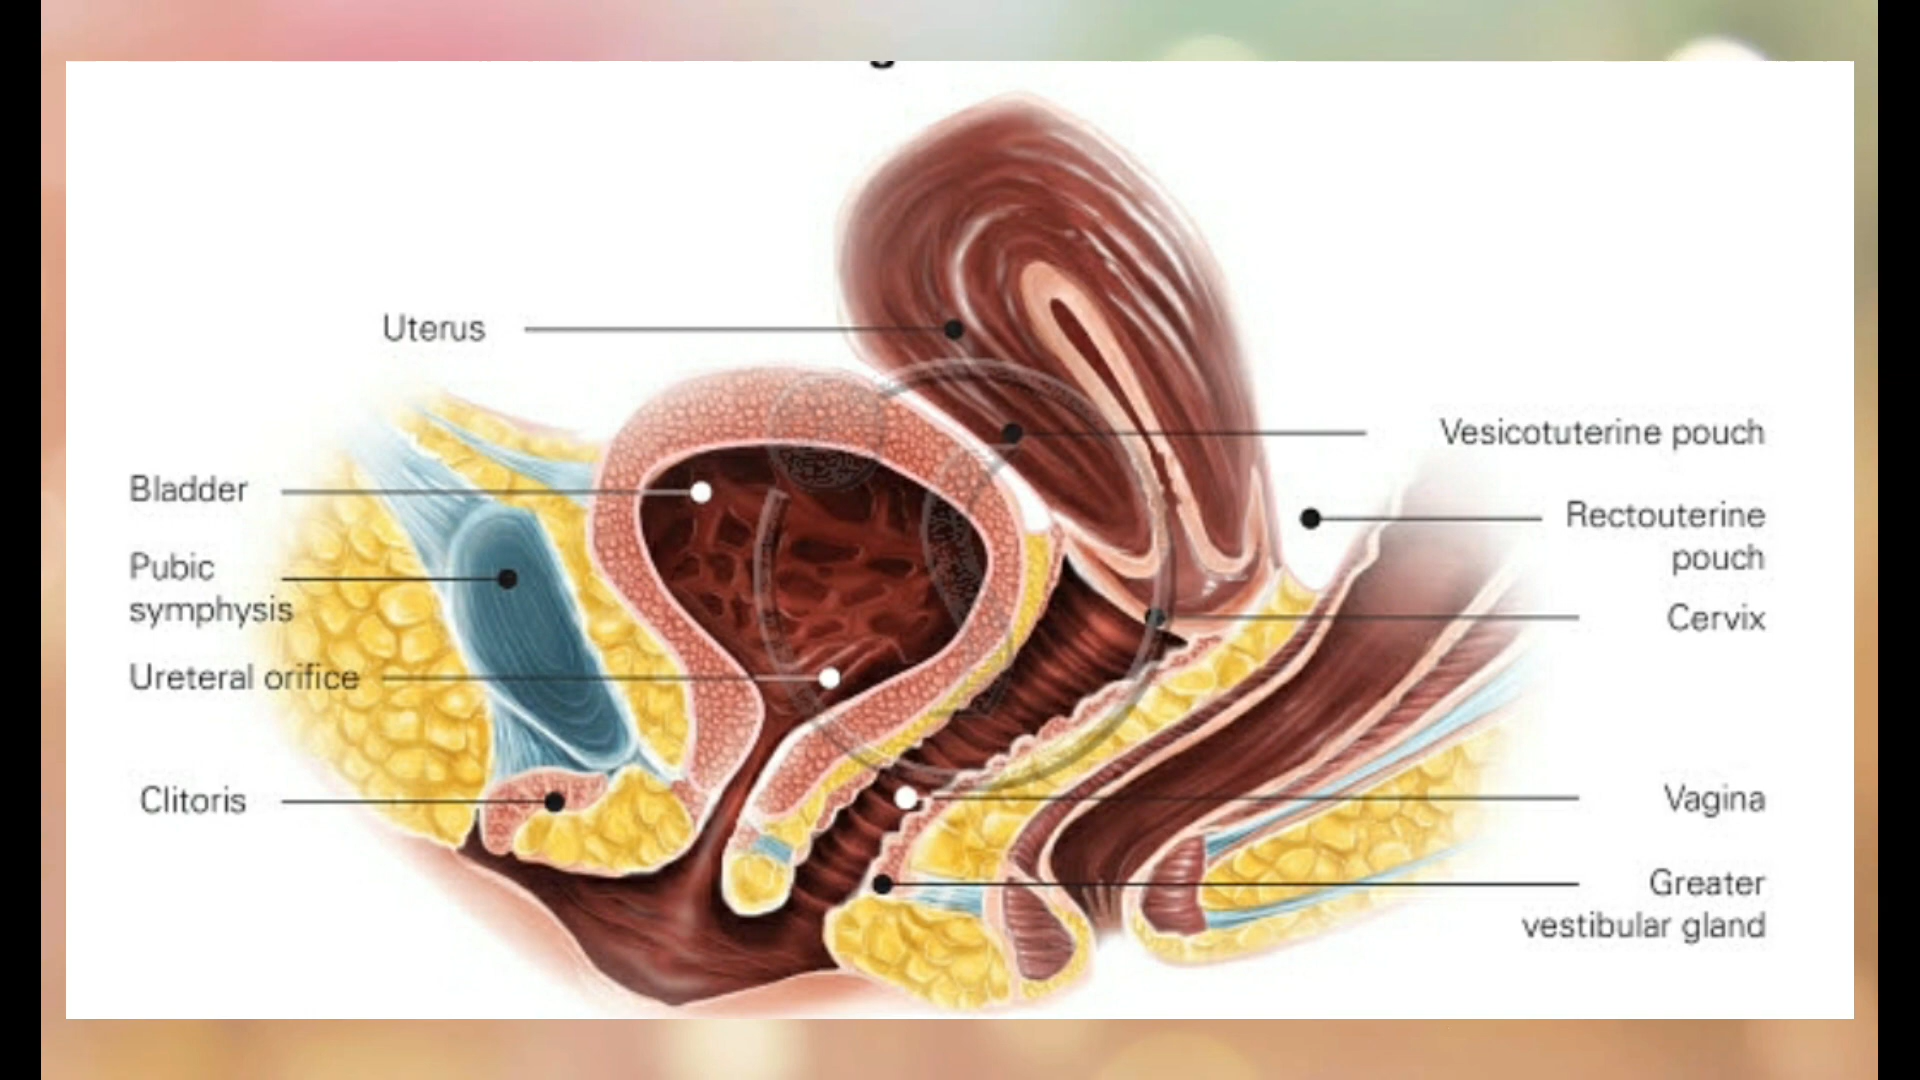 Uterus
Vesicotuterine pouch
Bladder
Rectouterine
pouch
Pubic
symphysis
Cervix
Ureteral orifice
Clitoris
Vagina
Greater
vestibular gland